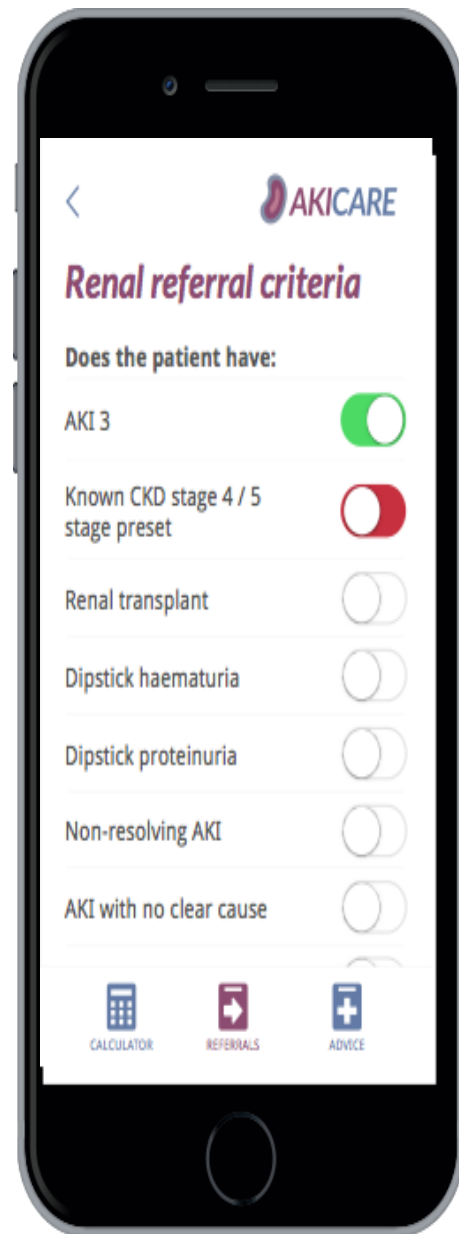 AKICARE
Renal referral criteria
Does the patient have:
AKI 3
Known CKD stage 4 / 5
stage preset
Renal transplant
Dipstick haematuria
Dipstick proteinuria
Non-resolving AKI
AKI with no clear cause
CALCULATOR
REFERRALS
ADVICE